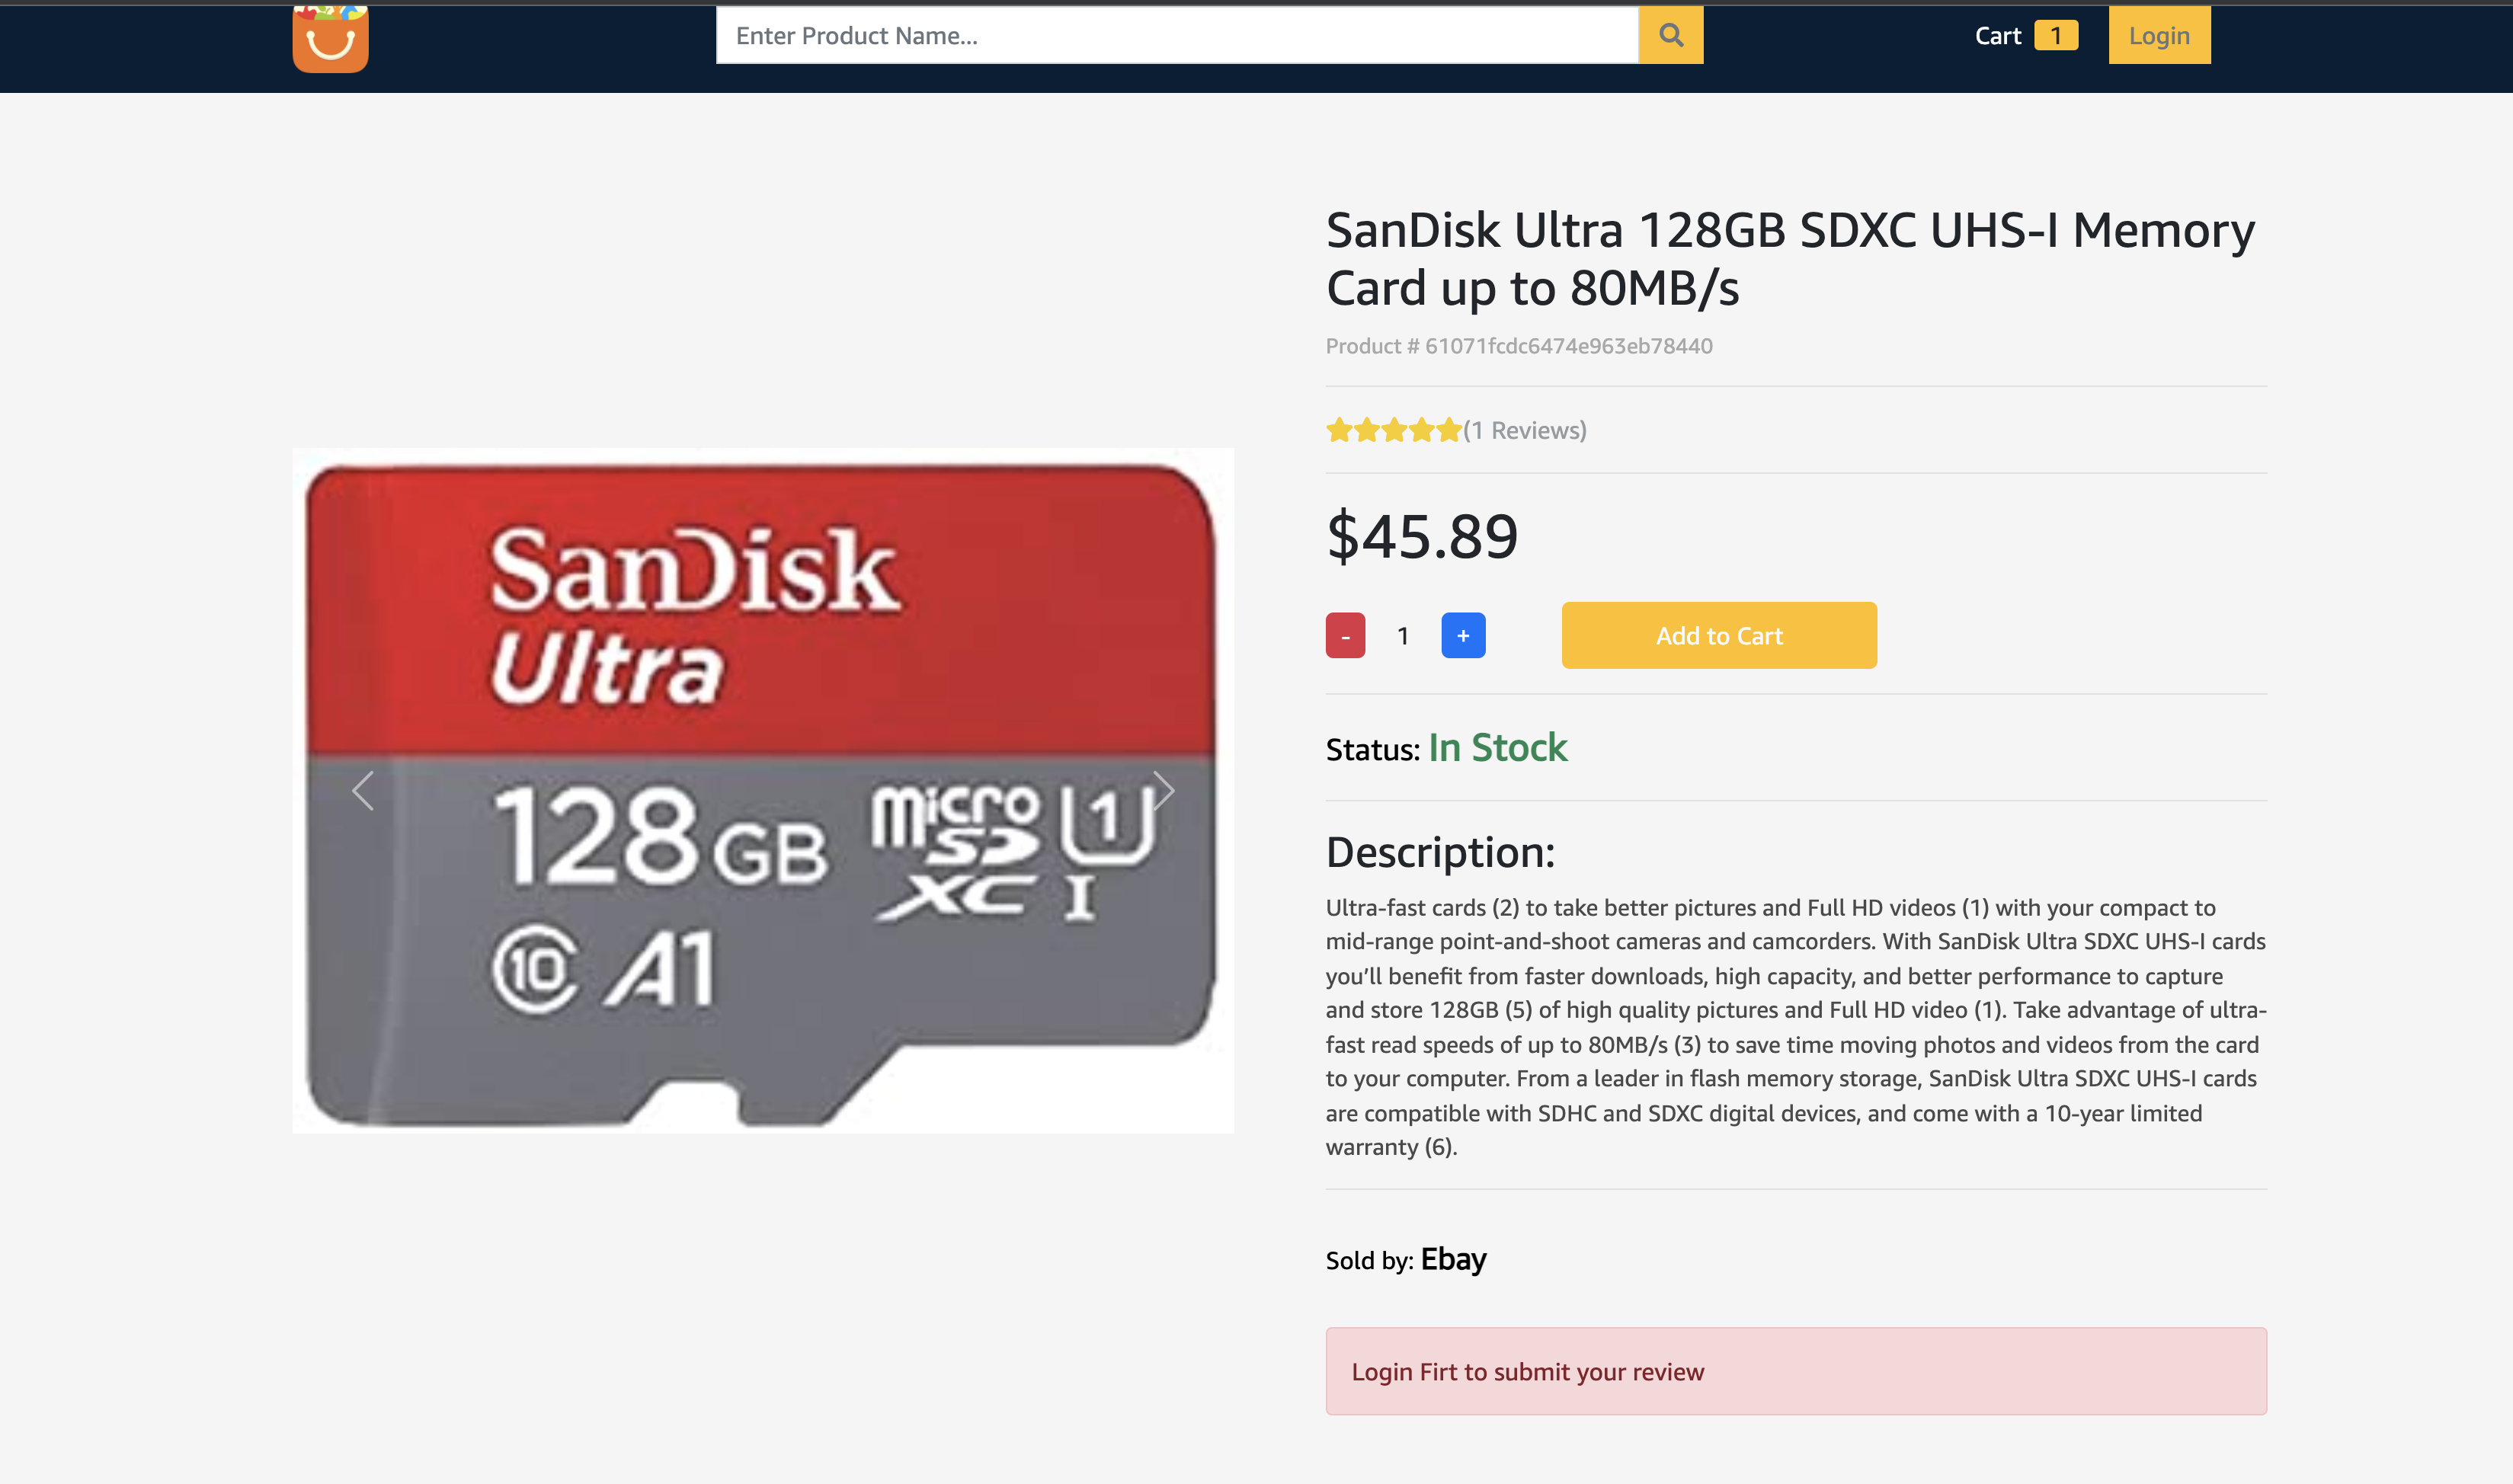 Enter Product Name...
Cart 1
Login
SanDisk Ultra 128GB SDXC UHS-I Memory
Card up to 80MB/s
Product # 61071fcdc6474e963eb78440
(1 Reviews)
$45.89
- 1 +
Add to Cart
Status: In Stock
Description:
Ultra-fast cards (2) to take better pictures and Full HD videos (1) with your compact to
mid-range point-and-shoot cameras and camcorders. With SanDisk Ultra SDXC UHS-I cards
you’ll benefit from faster downloads, high capacity, and better performance to capture
and store 128GB (5) of high quality pictures and Full HD video (1). Take advantage of ultra-
fast read speeds of up to 80MB/s (3) to save time moving photos and videos from the card
to your computer. From a leader in flash memory storage, SanDisk Ultra SDXC UHS-I cards
are compatible with SDHC and SDXC digital devices, and come with a 10-year limited
warranty (6).
Sold by: Ebay
Login Firt to submit your review
SanDisk
Ultra
128GB
micro
SD
XC I
U1
10 A1